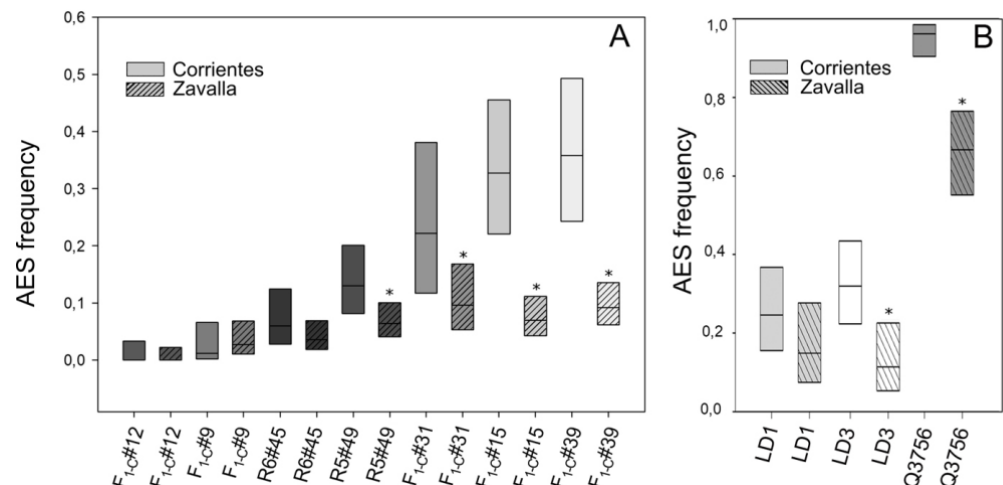 A
AES frequency
0,6
0,5
0,4
0,3
0,2
0,1
0,0
Corrientes
Zavalla
*
*
*
*
F1-C#12
F1-C#12
F1-C#9
F1-C#9
R6#45
R6#45
R5#49
R5#49
F1-C#31
F1-C#31
F1-C#15
F1-C#15
F1-C#39
F1-C#39
B
AES frequency
1,0
0,8
0,6
0,4
0,2
0,0
Corrientes
Zavalla
*
*
LD1
LD1
LD3
LD3
Q3756
Q3756